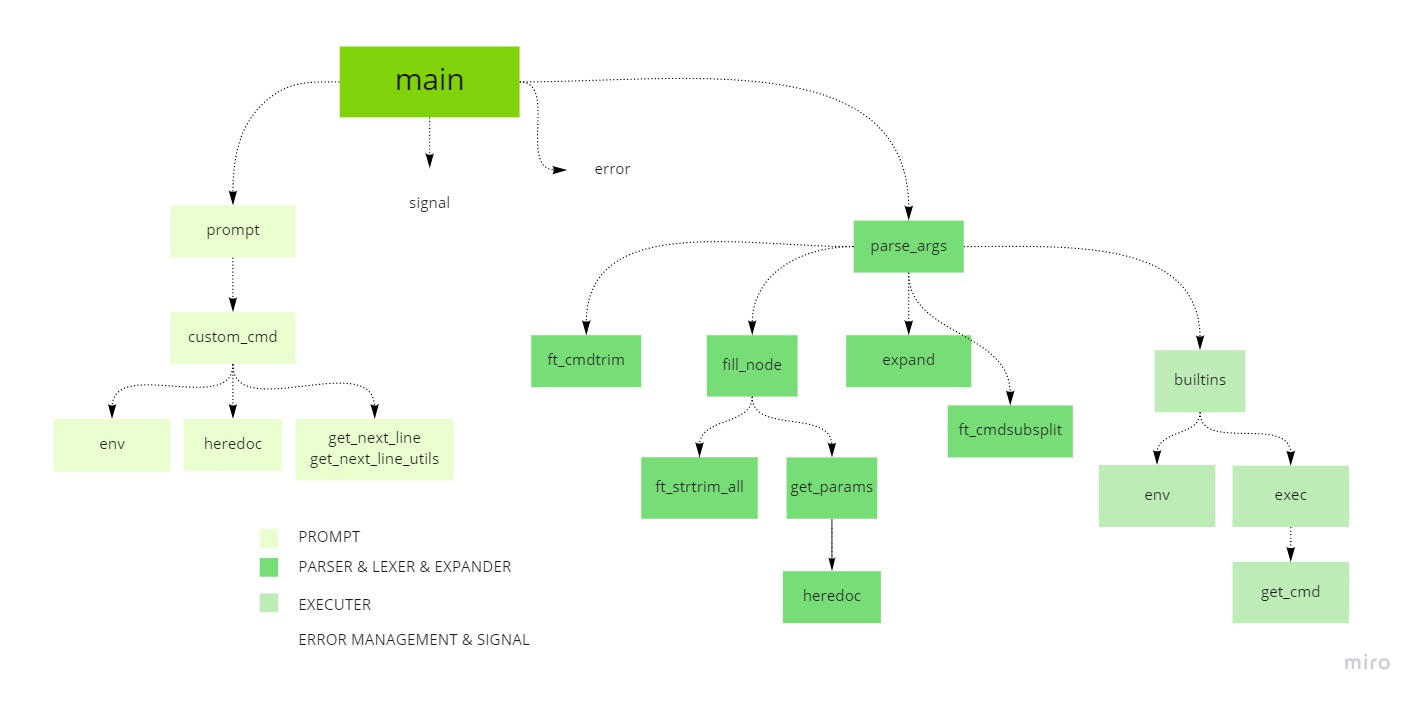 main
error
signal
prompt
parse_args
custom_cmd
ft_cmdtrim
fill_node
expand
builtins
env
heredoc
get_next_line
get_next_line_utils
ft_cmdsubsplit
ft_strtrim_all
get_params
env
exec
heredoc
get_cmd
PROMPT
PARSER & LEXER & EXPANDER
EXECUTER
ERROR MANAGEMENT & SIGNAL
miro